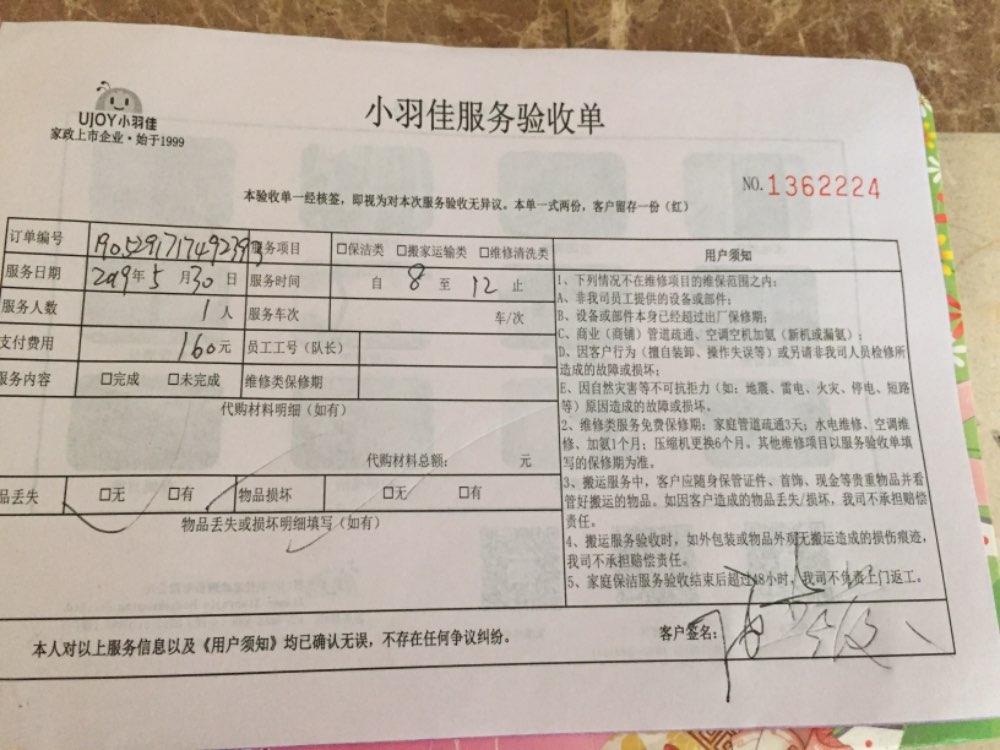 UJOY小羽佳
家政上市企业·始于1999
小羽佳服务验收单
NO.1362224
本验收单一经核签，即视为对本次服务验收无异议。本单一式两份，客户留存一份（红）
订单编号 服务项目 □保洁类 □搬家运输类 □维修清洗类
服务日期 2019年5月30日 服务时间 自 8 至 12 止
服务人数 1人 服务车次 车/次
支付费用 160元 员工工号（队长）
服务内容 □完成 □未完成 维修类保修期
代购材料明细（如有）
代购材料总额： 元
品丢失 □无 □有 物品损坏 □无 □有
物品丢失或损坏明细填写（如有）
用户须知
1、下列情况不在维修项目的维保范围之内：
A、非我司员工提供的设备或部件；
B、设备或部件本身已经超过出厂保修期；
C、商业（商铺）管道疏通、空调空机加氨（新机或漏氨）；
D、因客户行为（擅自装卸、操作失误等）或另请非我司人员检修所
造成的故障或损坏；
E、因自然灾害等不可抗拒力（如：地震、雷电、火灾、停电、短路
等）原因造成的故障或损坏。
2、维修类服务免费保修期：家庭管道疏通3天；水电维修、空调维
修、加氨1个月；压缩机更换6个月。其他维修项目以服务验收单填
写的保修期为准。
3、搬运服务中，客户应随身保管证件、首饰、现金等贵重物品并看
管好搬运的物品。如因客户造成的物品丢失/损坏，我司不承担赔偿
责任。
4、搬运服务验收时，如外包装或物品外观无搬运造成的损伤痕迹，
我司不承担赔偿责任。
5、家庭保洁服务验收结束后超过48小时，我司不负责上门返工。
本人对以上服务信息以及《用户须知》均已确认无误，不存在任何争议纠纷。
客户签名：